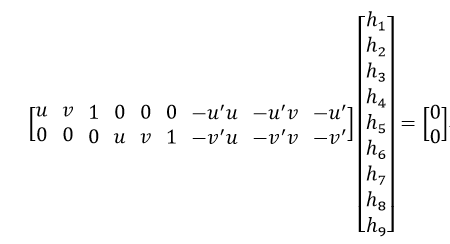 [u v 1 0 0 0 −u′u −u′v −u′]
[0 0 0 u v 1 −v′u −v′v −v′]
[h₁
h₂
h₃
h₄
h₅
h₆
h₇
h₈
h₉]
= [0
0].